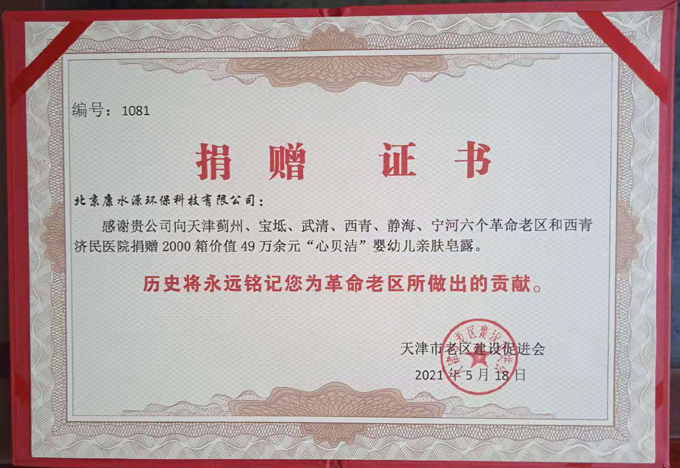 编号：1081
捐赠 证书
北京康水源环保科技有限公司：
感谢贵公司向天津蓟州、宝坻、武清、西青、静海、宁河六个革命老区和西青
济民医院捐赠2000箱价值49万余元“心贝洁”婴幼儿亲肤皂露。
历史将永远铭记您为革命老区所做出的贡献。
天津市老区建设促进会
2021年5月18日